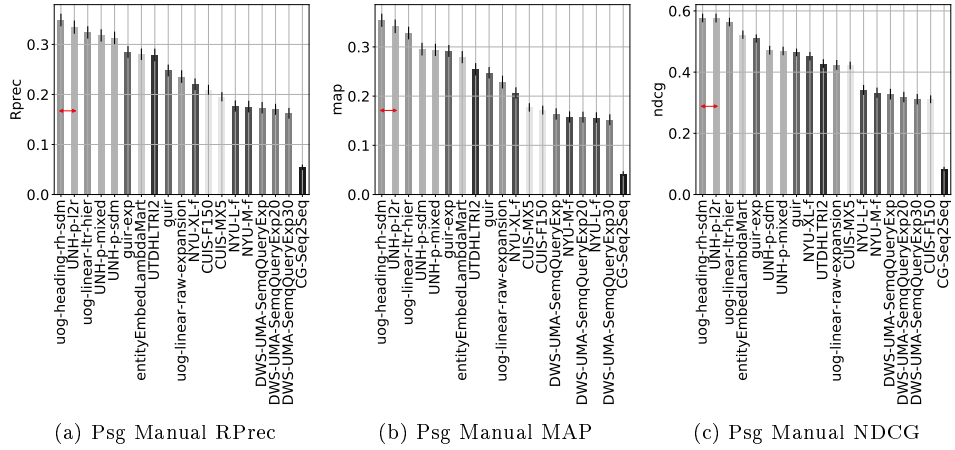 Rprec
0.3
0.2
0.1
0.0
uog-heading-rh-sdm
UNH-p-l2r
uog-linear-ltr-hier
UNH-p-mixed
UNH-p-sdm
guir-exp
entityEmbedLambdaMart
UTDHLTRI2
guir
uog-linear-raw-expansion
NYU-XL-f
CUIS-F150
CUIS-MX5
NYU-L-f
NYU-M-f
DWS-UMA-SemqQueryExp
DWS-UMA-SemqQueryExp20
DWS-UMA-SemqQueryExp30
CG-Seq2Seq
(a) Psg Manual RPrec
map
0.3
0.2
0.1
0.0
uog-heading-rh-sdm
UNH-p-l2r
uog-linear-ltr-hier
UNH-p-sdm
UNH-p-mixed
guir-exp
entityEmbedLambdaMart
UTDHLTRI2
guir
uog-linear-raw-expansion
NYU-XL-f
CUIS-MX5
CUIS-F150
DWS-UMA-SemqQueryExp
NYU-M-f
DWS-UMA-SemqQueryExp20
NYU-L-f
DWS-UMA-SemqQueryExp30
CG-Seq2Seq
(b) Psg Manual MAP
ndcg
0.6
0.4
0.2
0.0
uog-heading-rh-sdm
UNH-p-l2r
uog-linear-ltr-hier
entityEmbedLambdaMart
guir-exp
UNH-p-sdm
UNH-p-mixed
guir
NYU-XL-f
UTDHLTRI2
uog-linear-raw-expansion
CUIS-MX5
NYU-L-f
NYU-M-f
DWS-UMA-SemqQueryExp
DWS-UMA-SemqQueryExp20
DWS-UMA-SemqQueryExp30
CUIS-F150
CG-Seq2Seq
(c) Psg Manual NDCG